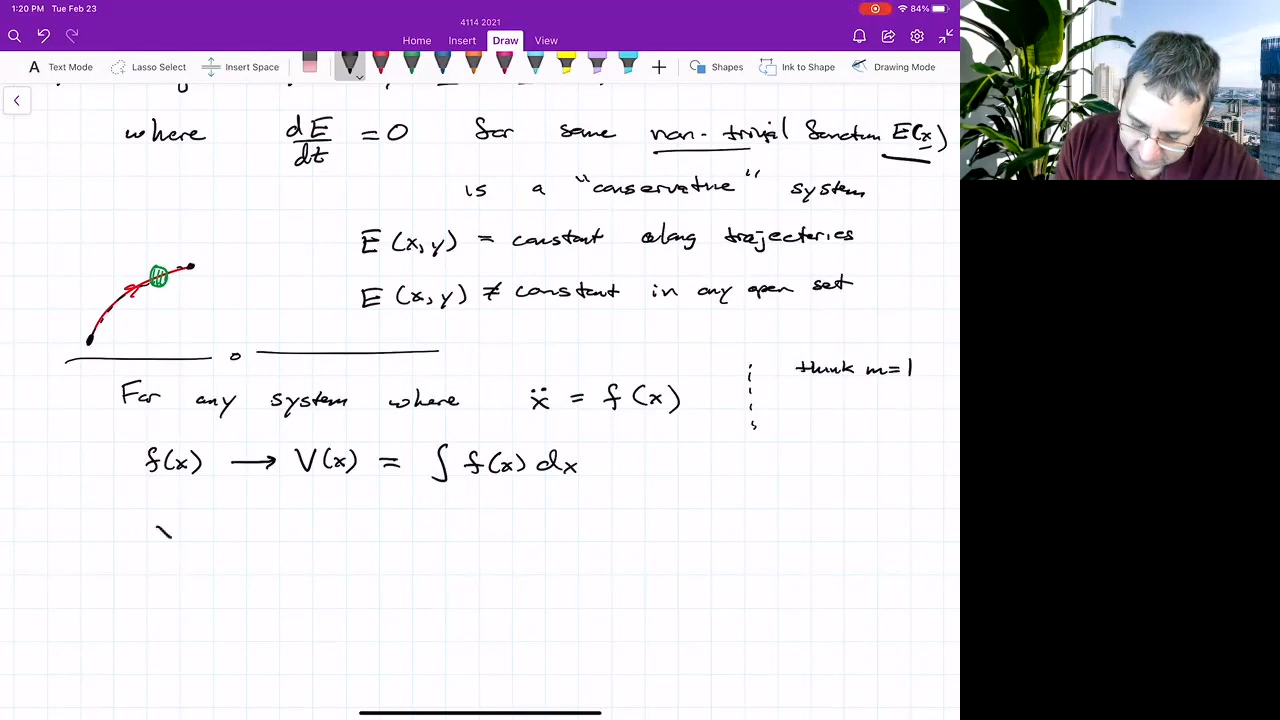 1:20 PM Tue Feb 23
84%
4114 2021
Home Insert Draw View
Text Mode Lasso Select Insert Space Shapes Ink to Shape Drawing Mode
where dE/dt = 0 for some non-trivial function E(x)
is a "conservative" system
E(x,y) = constant along trajectories
E(x,y) ≠ constant in any open set
think m=1
For any system where ẍ = f(x)
f(x) → V(x) = ∫ f(x) dx